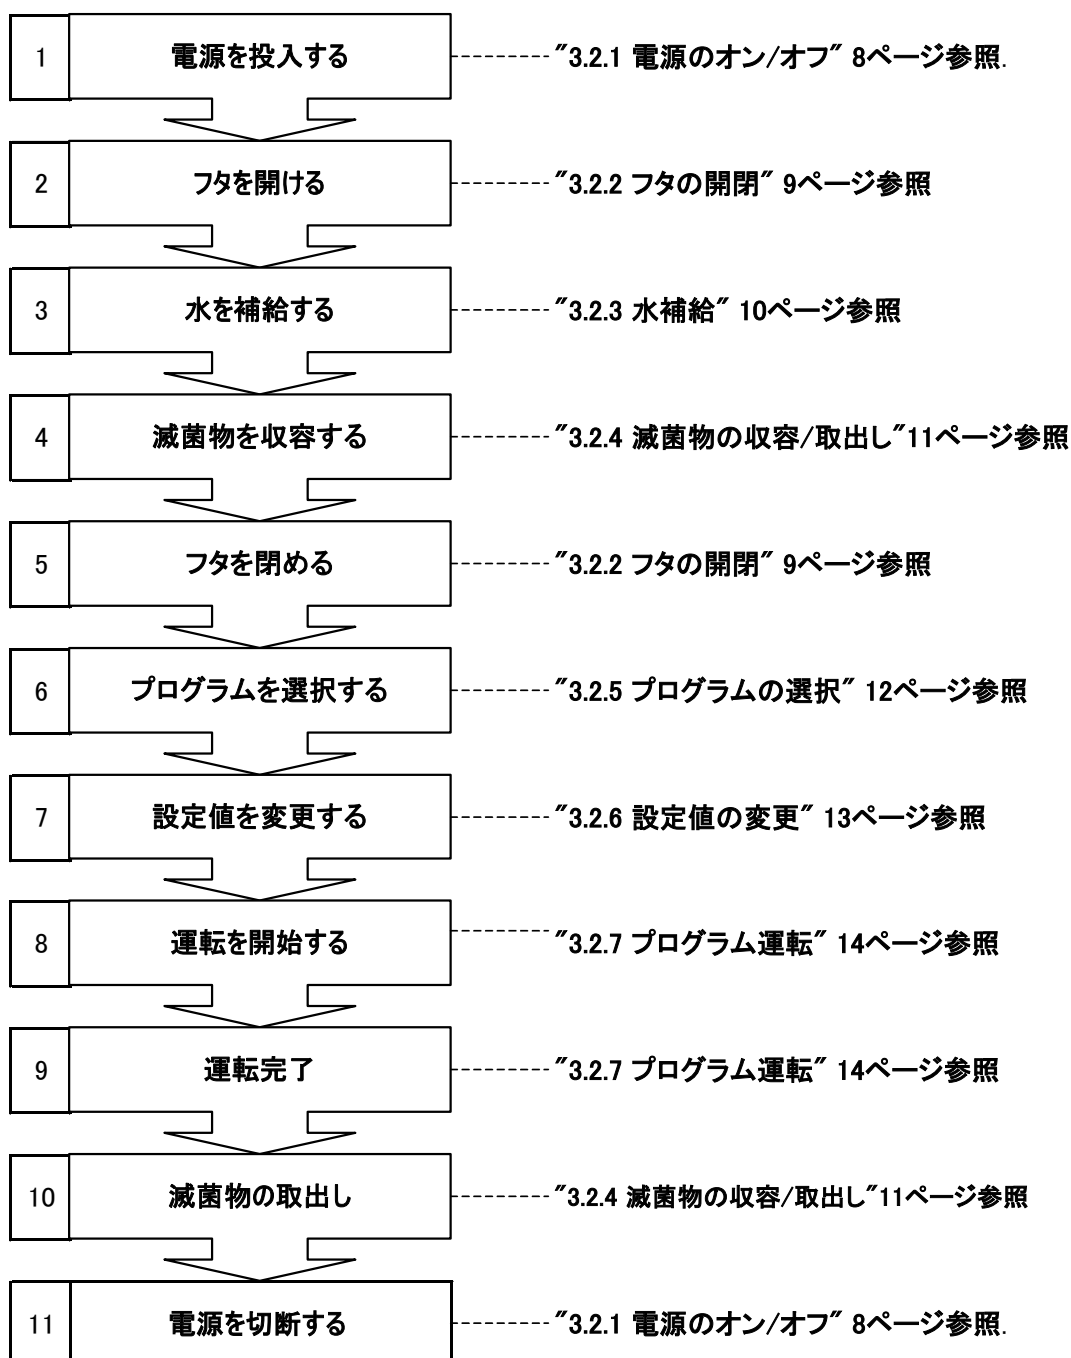 1 電源を投入する "3.2.1 電源のオン/オフ" 8ページ参照.
2 フタを開ける "3.2.2 フタの開閉" 9ページ参照
3 水を補給する "3.2.3 水補給" 10ページ参照
4 滅菌物を収容する "3.2.4 滅菌物の収容/取出し"11ページ参照
5 フタを閉める "3.2.2 フタの開閉" 9ページ参照
6 プログラムを選択する "3.2.5 プログラムの選択" 12ページ参照
7 設定値を変更する "3.2.6 設定値の変更" 13ページ参照
8 運転を開始する "3.2.7 プログラム運転" 14ページ参照
9 運転完了 "3.2.7 プログラム運転" 14ページ参照
10 滅菌物の取出し "3.2.4 滅菌物の収容/取出し"11ページ参照
11 電源を切断する "3.2.1 電源のオン/オフ" 8ページ参照.